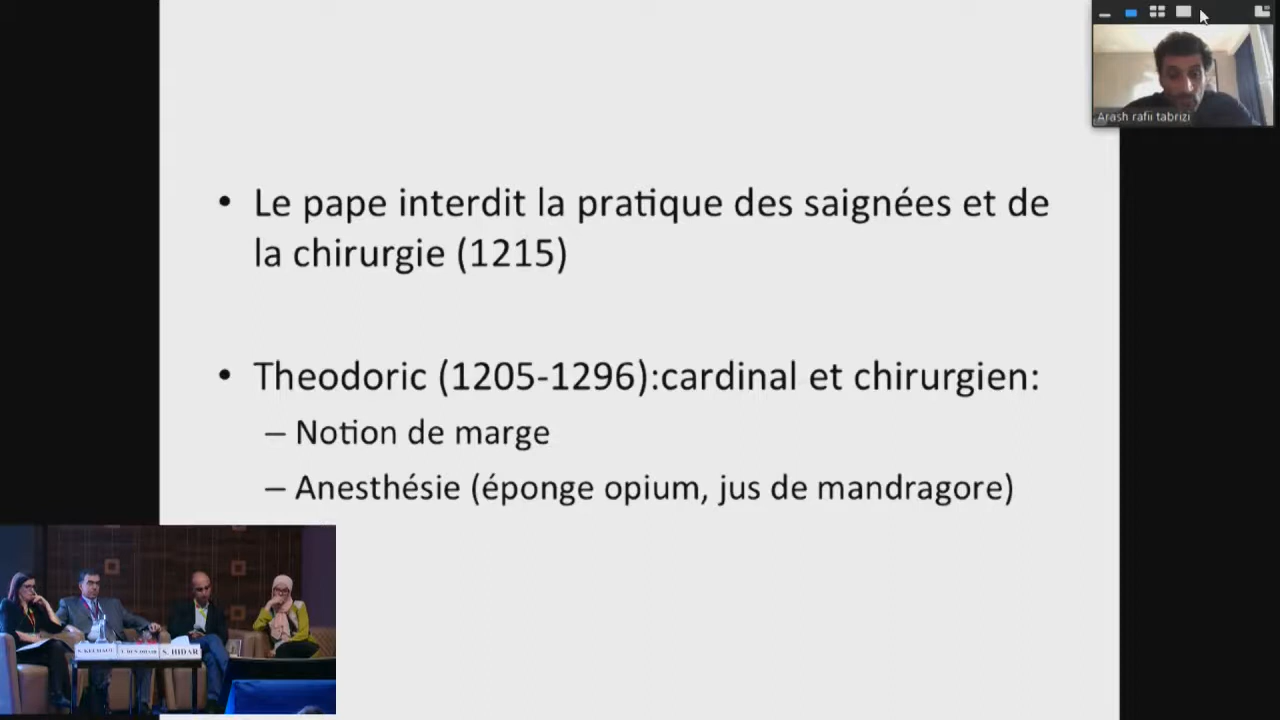 Arash rafii tabrizi
• Le pape interdit la pratique des saignées et de
la chirurgie (1215)
• Theodoric (1205-1296):cardinal et chirurgien:
– Notion de marge
– Anesthésie (éponge opium, jus de mandragore)
S. HIDAR